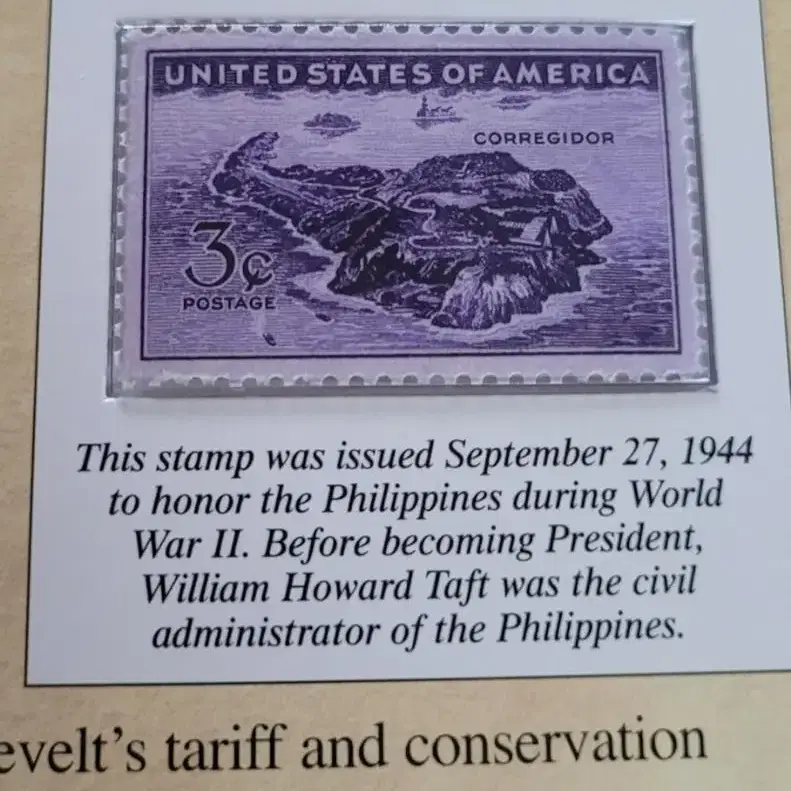 UNITED STATES OF AMERICA
CORREGIDOR
3¢
POSTAGE
This stamp was issued September 27, 1944
to honor the Philippines during World
War II. Before becoming President,
William Howard Taft was the civil
administrator of the Philippines.
evelt's tariff and conservation